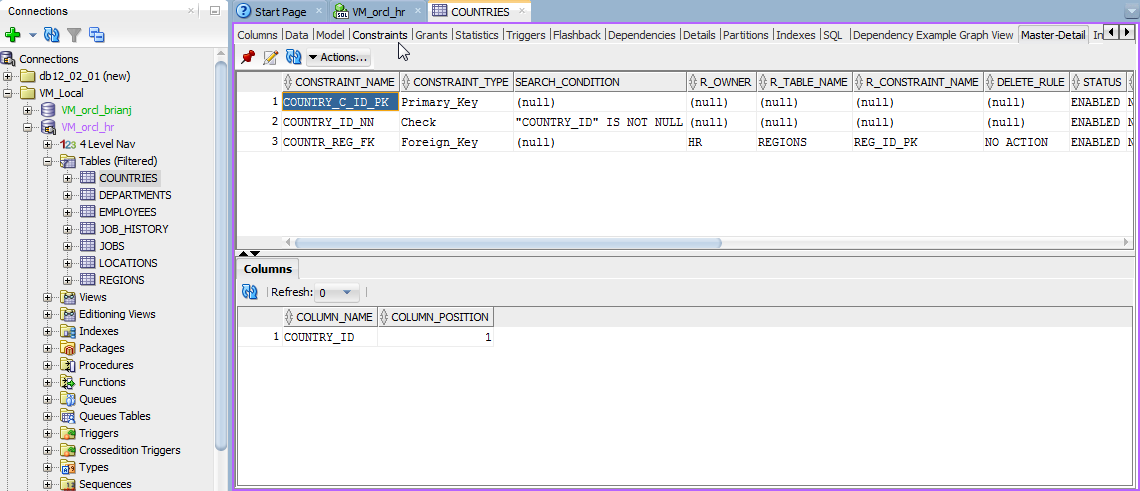 Connections
Connections
db12_02_01 (new)
VM_Local
VM_orcl_brianj
VM_orcl_hr
123 4 Level Nav
Tables (Filtered)
COUNTRIES
DEPARTMENTS
EMPLOYEES
JOB_HISTORY
JOBS
LOCATIONS
REGIONS
Views
Editioning Views
Indexes
Packages
Procedures
Functions
Queues
Queues Tables
Triggers
Crossedition Triggers
Types
Sequences
Start Page VM_orcl_hr COUNTRIES
Columns Data Model Constraints Grants Statistics Triggers Flashback Dependencies Details Partitions Indexes SQL Dependency Example Graph View Master-Detail In
Actions...
CONSTRAINT_NAME CONSTRAINT_TYPE SEARCH_CONDITION R_OWNER R_TABLE_NAME R_CONSTRAINT_NAME DELETE_RULE STATUS
1 COUNTRY_C_ID_PK Primary_Key (null) (null) (null) (null) (null) ENABLED N
2 COUNTRY_ID_NN Check "COUNTRY_ID" IS NOT NULL (null) (null) (null) (null) ENABLED N
3 COUNTR_REG_FK Foreign_Key (null) HR REGIONS REG_ID_PK NO ACTION ENABLED N
Columns
Refresh: 0
COLUMN_NAME COLUMN_POSITION
1 COUNTRY_ID 1